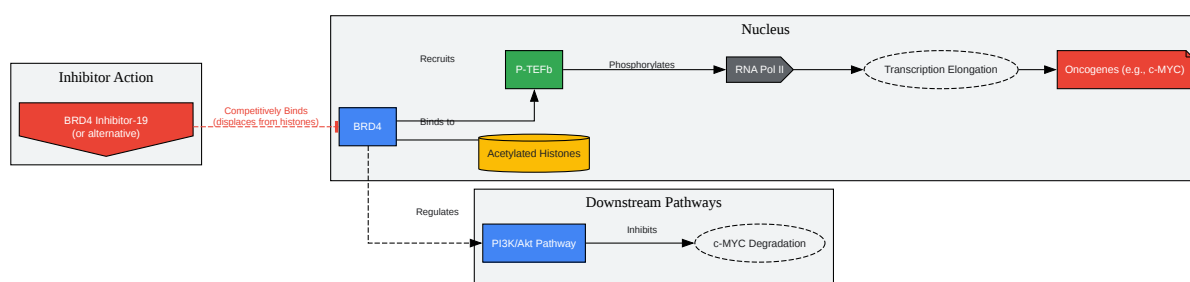 Nucleus
Inhibitor Action
BRD4 Inhibitor-19
(or alternative)
Competitively Binds
(displaces from histones)
BRD4
Recruits
Binds to
P-TEFb
Phosphorylates
RNA Pol II
Transcription Elongation
Oncogenes (e.g., c-MYC)
Acetylated Histones
Downstream Pathways
Regulates
PI3K/Akt Pathway
Inhibits
c-MYC Degradation